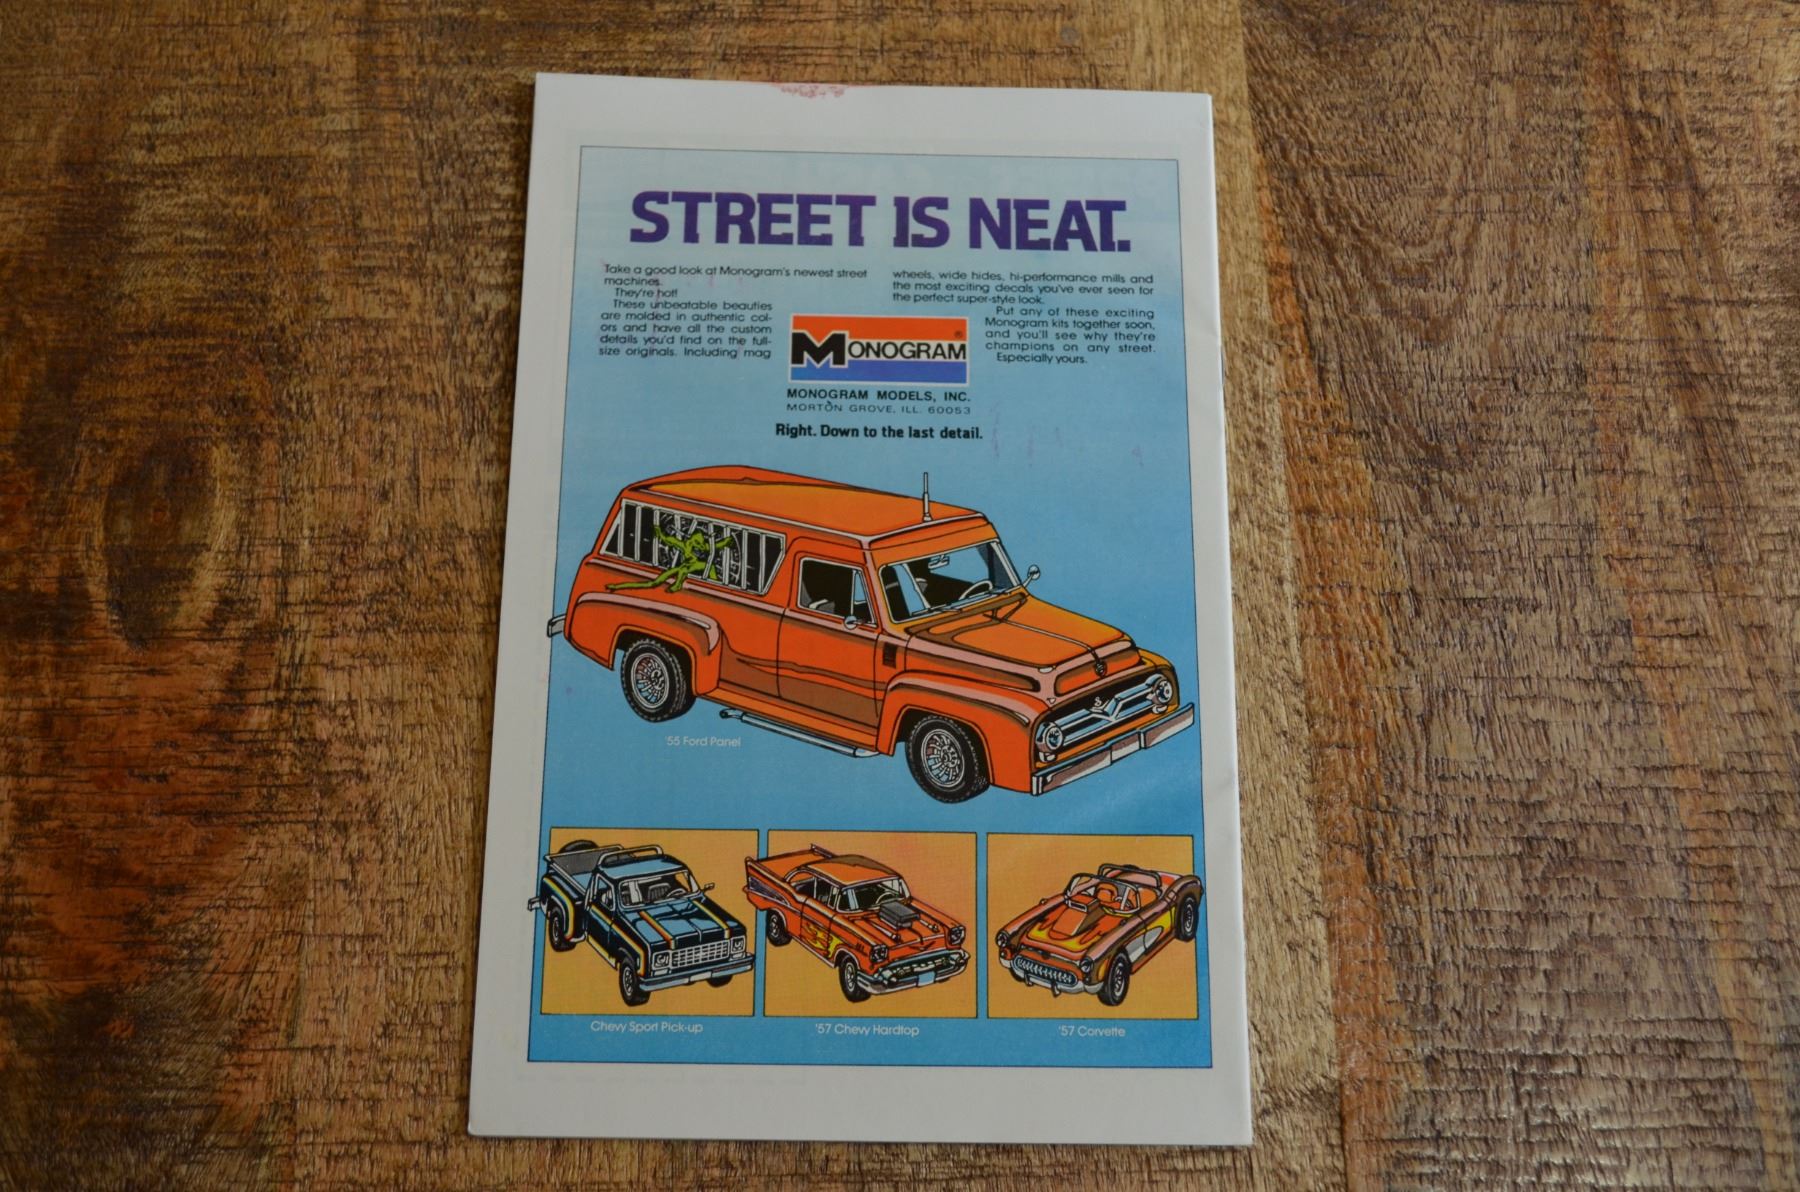 STREET IS NEAT.
Take a good look at Monogram's newest street
machines.
They're hot!
These unbeatable beauties
are molded in authentic col-
ors and have all the custom
details you'd find on the full-
size originals. Including mag
wheels, wide hides, hi-performance mills and
the most exciting decals you've ever seen for
the perfect super-style look.
Put any of these exciting
Monogram kits together soon,
and you'll see why they're
champions on any street.
Especially yours.
MONOGRAM ®
MONOGRAM MODELS, INC.
MORTON GROVE, ILL. 60053
Right. Down to the last detail.
'55 Ford Panel
Chevy Sport Pick-up
'57 Chevy Hardtop
'57 Corvette